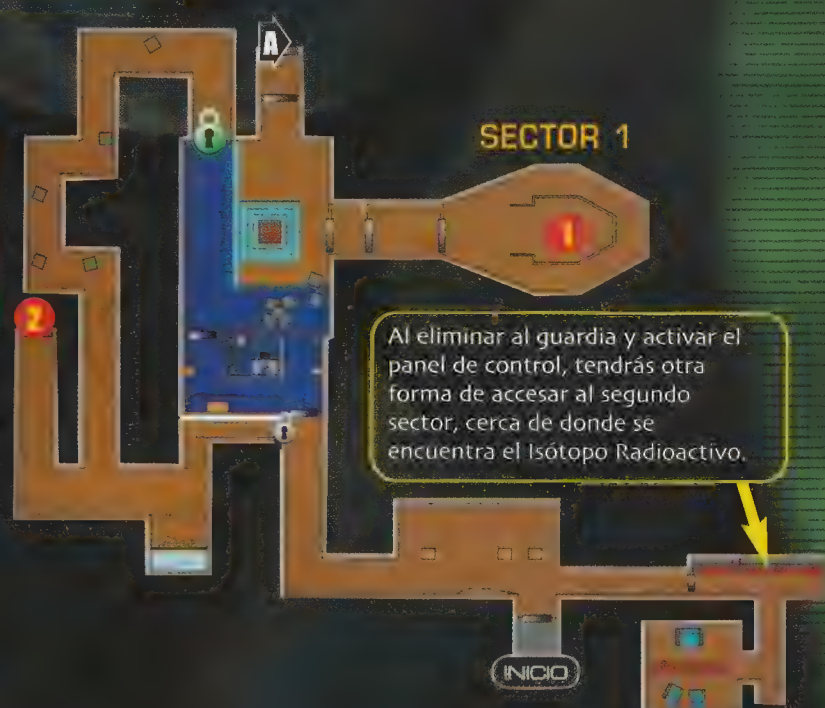 A
SECTOR 1
1
2
Al eliminar al guardia y activar el
panel de control, tendrás otra
forma de accesar al segundo
sector, cerca de donde se
encuentra el Isótopo Radioactivo.
INICIO